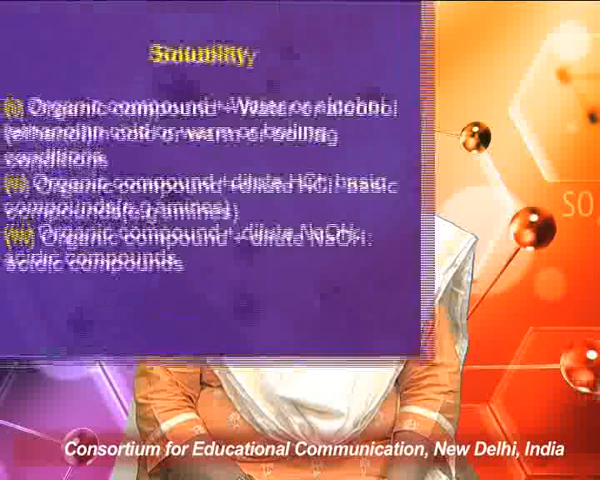 Solubility
(i) Organic compound + Water or alcohol
(ethanol)in cold or warm or boiling
conditions
(ii) Organic compound +dilute HCl: basic
compounds(e.g.amines)
(iii) Organic compound + dilute NaOH:
acidic compounds
SO
Consortium for Educational Communication, New Delhi, India